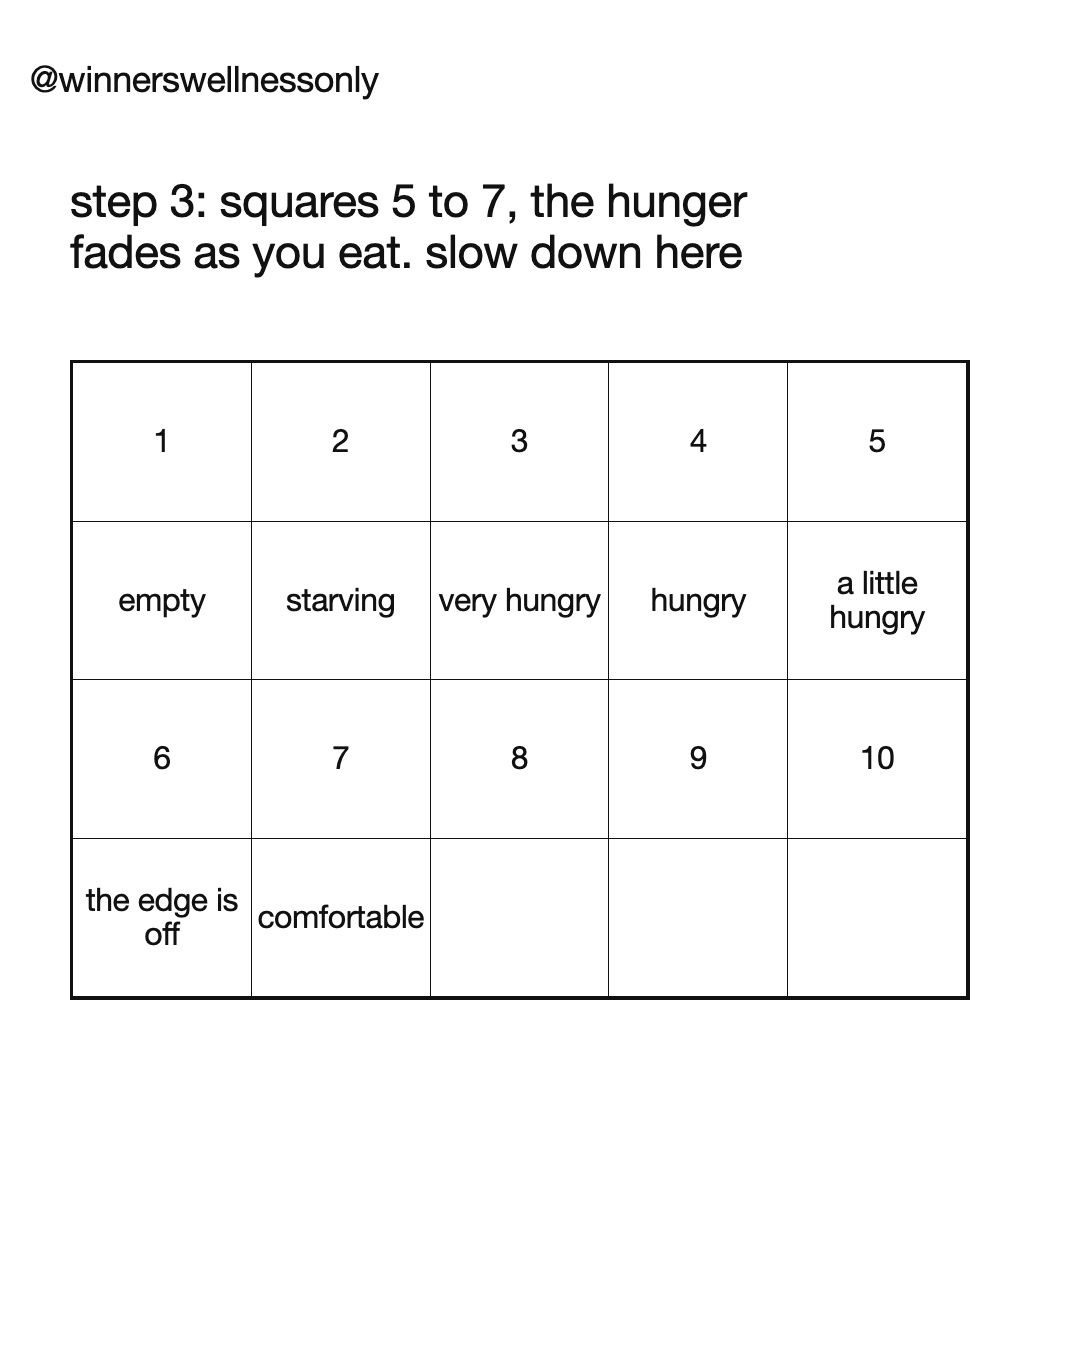 @winnerswellnessonly
step 3: squares 5 to 7, the hunger
fades as you eat. slow down here
1 2 3 4 5
empty starving very hungry hungry a little
hungry
6 7 8 9 10
the edge is
off comfortable